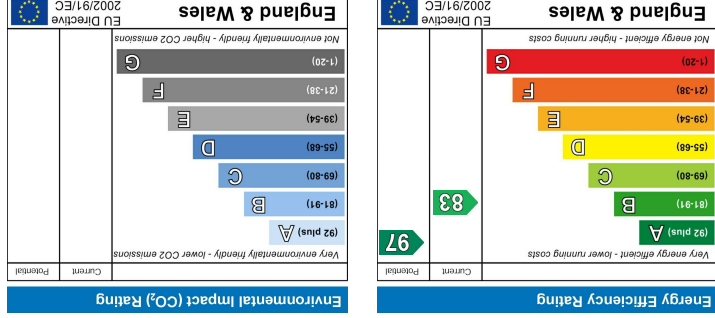 Energy Efficiency Rating
Current Potential
Very energy efficient - lower running costs
(92 plus) A
(81-91) B
(69-80) C
(55-68) D
(39-54) E
(21-38) F
(1-20) G
Not energy efficient - higher running costs
83
97
England & Wales
EU Directive
2002/91/EC
Environmental Impact (CO₂) Rating
Current Potential
Very environmentally friendly - lower CO2 emissions
(92 plus) A
(81-91) B
(69-80) C
(55-68) D
(39-54) E
(21-38) F
(1-20) G
Not environmentally friendly - higher CO2 emissions
England & Wales
EU Directive
2002/91/EC